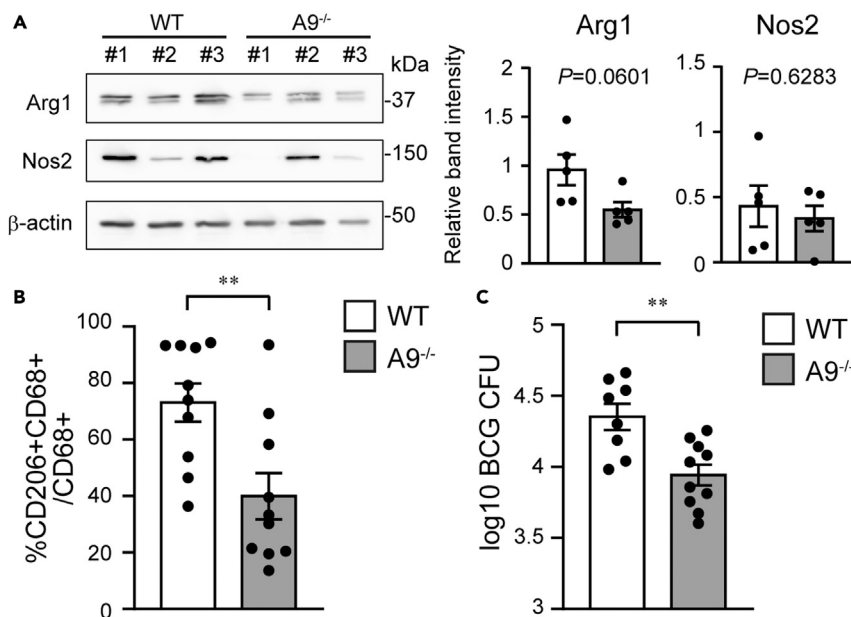 A
WT
A9-/-
#1 #2 #3 #1 #2 #3
kDa
Arg1
-37
Nos2
-150
β-actin
-50
Arg1
Relative band intensity
2
1.5
1
0.5
0
P=0.0601
Nos2
1.5
1
0.5
0
P=0.6283
B
%CD206+CD68+
/CD68+
100
80
60
40
20
0
**
WT
A9-/-
C
log10 BCG CFU
5
4.5
4
3.5
3
**
WT
A9-/-